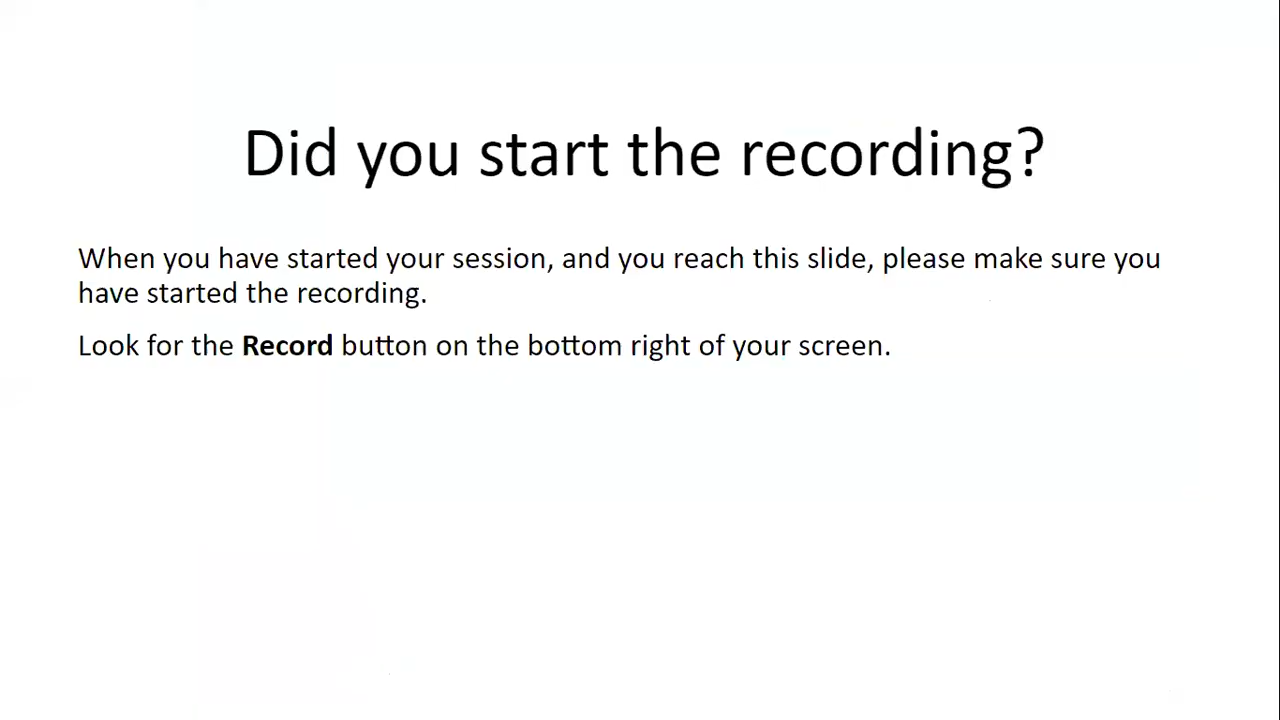 Did you start the recording?
When you have started your session, and you reach this slide, please make sure you
have started the recording.
Look for the Record button on the bottom right of your screen.